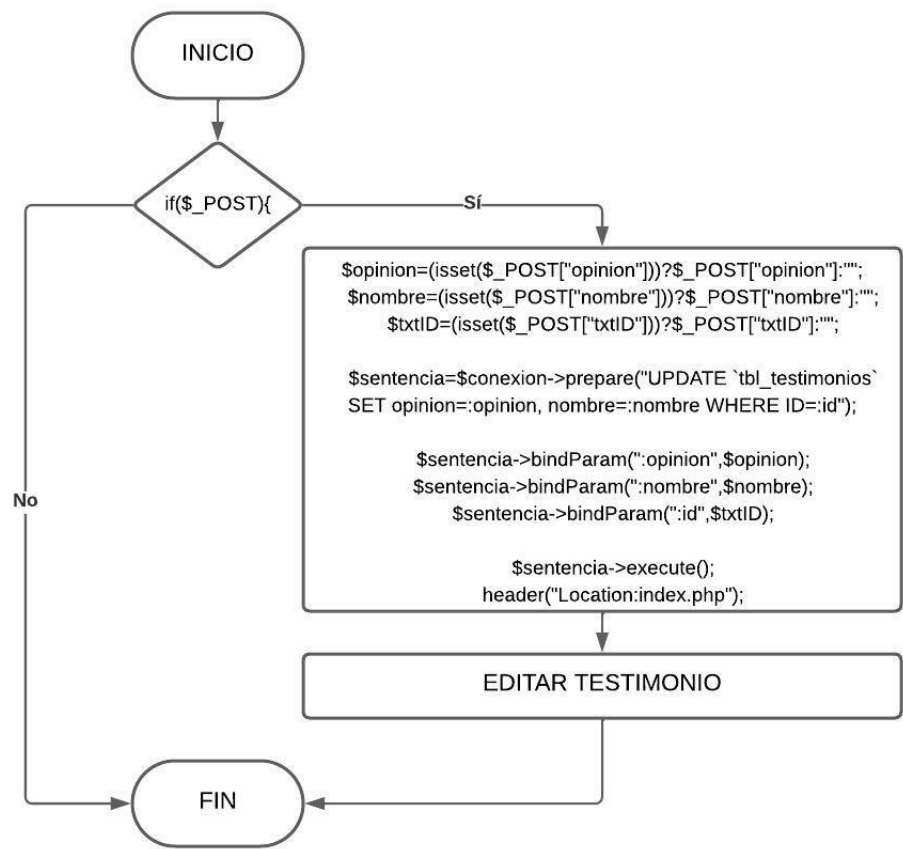 INICIO
if($_POST){
Sí
$opinion=(isset($_POST["opinion"]))?$_POST["opinion"]:"";
$nombre=(isset($_POST["nombre"]))?$_POST["nombre"]:"";
$txtID=(isset($_POST["txtID"]))?$_POST["txtID"]:"";
$sentencia=$conexion->prepare("UPDATE `tbl_testimonios`
SET opinion=:opinion, nombre=:nombre WHERE ID=:id");
$sentencia->bindParam(":opinion",$opinion);
$sentencia->bindParam(":nombre",$nombre);
$sentencia->bindParam(":id",$txtID);
$sentencia->execute();
header("Location:index.php");
No
EDITAR TESTIMONIO
FIN